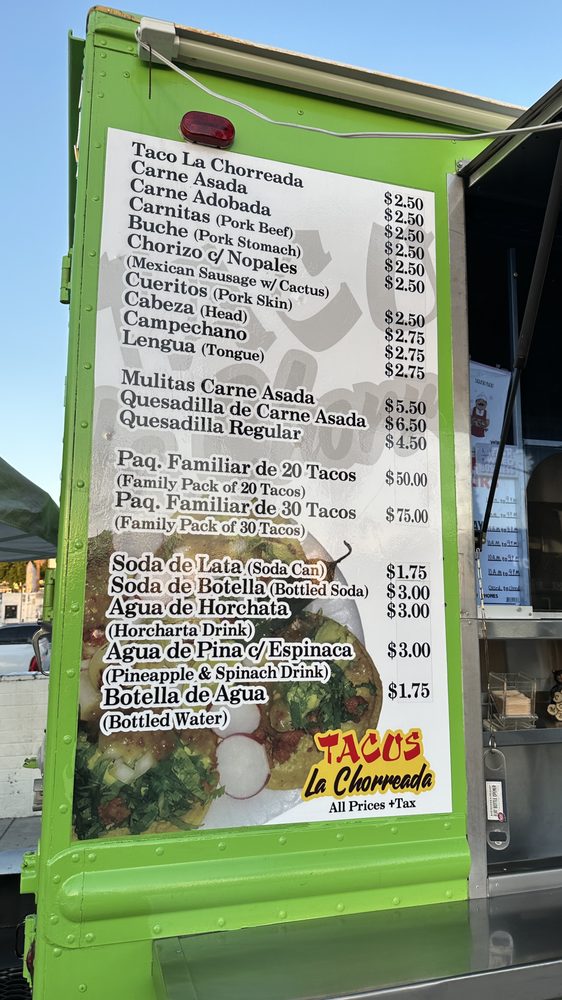 Taco La Chorreada $2.50
Carne Asada $2.50
Carne Adobada $2.50
Carnitas (Pork Beef) $2.50
Buche (Pork Stomach) $2.50
Chorizo c/ Nopales $2.50
(Mexican Sausage w/ Cactus)
Cueritos (Pork Skin) $2.50
Cabeza (Head) $2.75
Campechano $2.75
Lengua (Tongue) $2.75
Mulitas Carne Asada $5.50
Quesadilla de Carne Asada $6.50
Quesadilla Regular $4.50
Paq. Familiar de 20 Tacos $50.00
(Family Pack of 20 Tacos)
Paq. Familiar de 30 Tacos $75.00
(Family Pack of 30 Tacos)
Soda de Lata (Soda Can) $1.75
Soda de Botella (Bottled Soda) $3.00
Agua de Horchata $3.00
(Horcharta Drink)
Agua de Pina c/ Espinaca $3.00
(Pineapple & Spinach Drink)
Botella de Agua $1.75
(Bottled Water)
TACOS
La Chorreada
All Prices +Tax